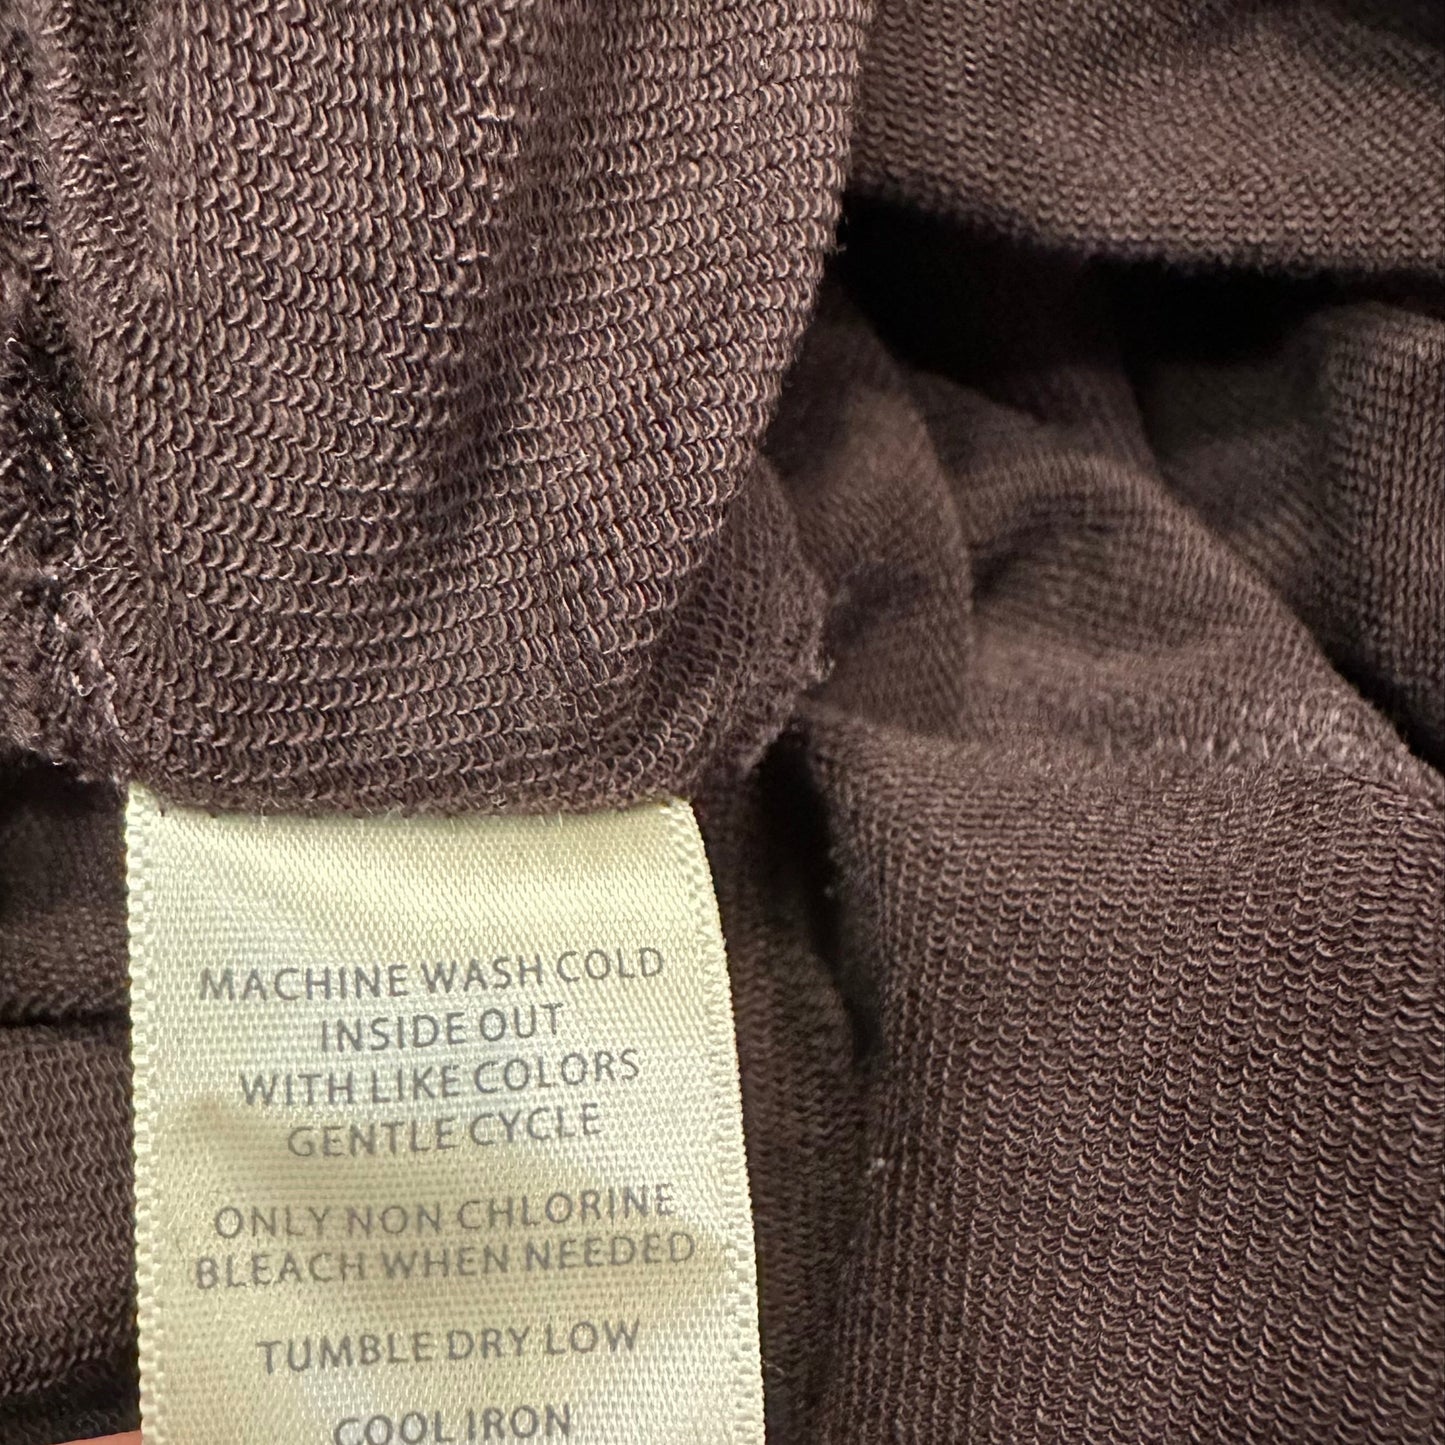 MACHINE WASH COLD
INSIDE OUT
WITH LIKE COLORS
GENTLE CYCLE
ONLY NON CHLORINE
BLEACH WHEN NEEDED
TUMBLE DRY LOW
COOL IRON